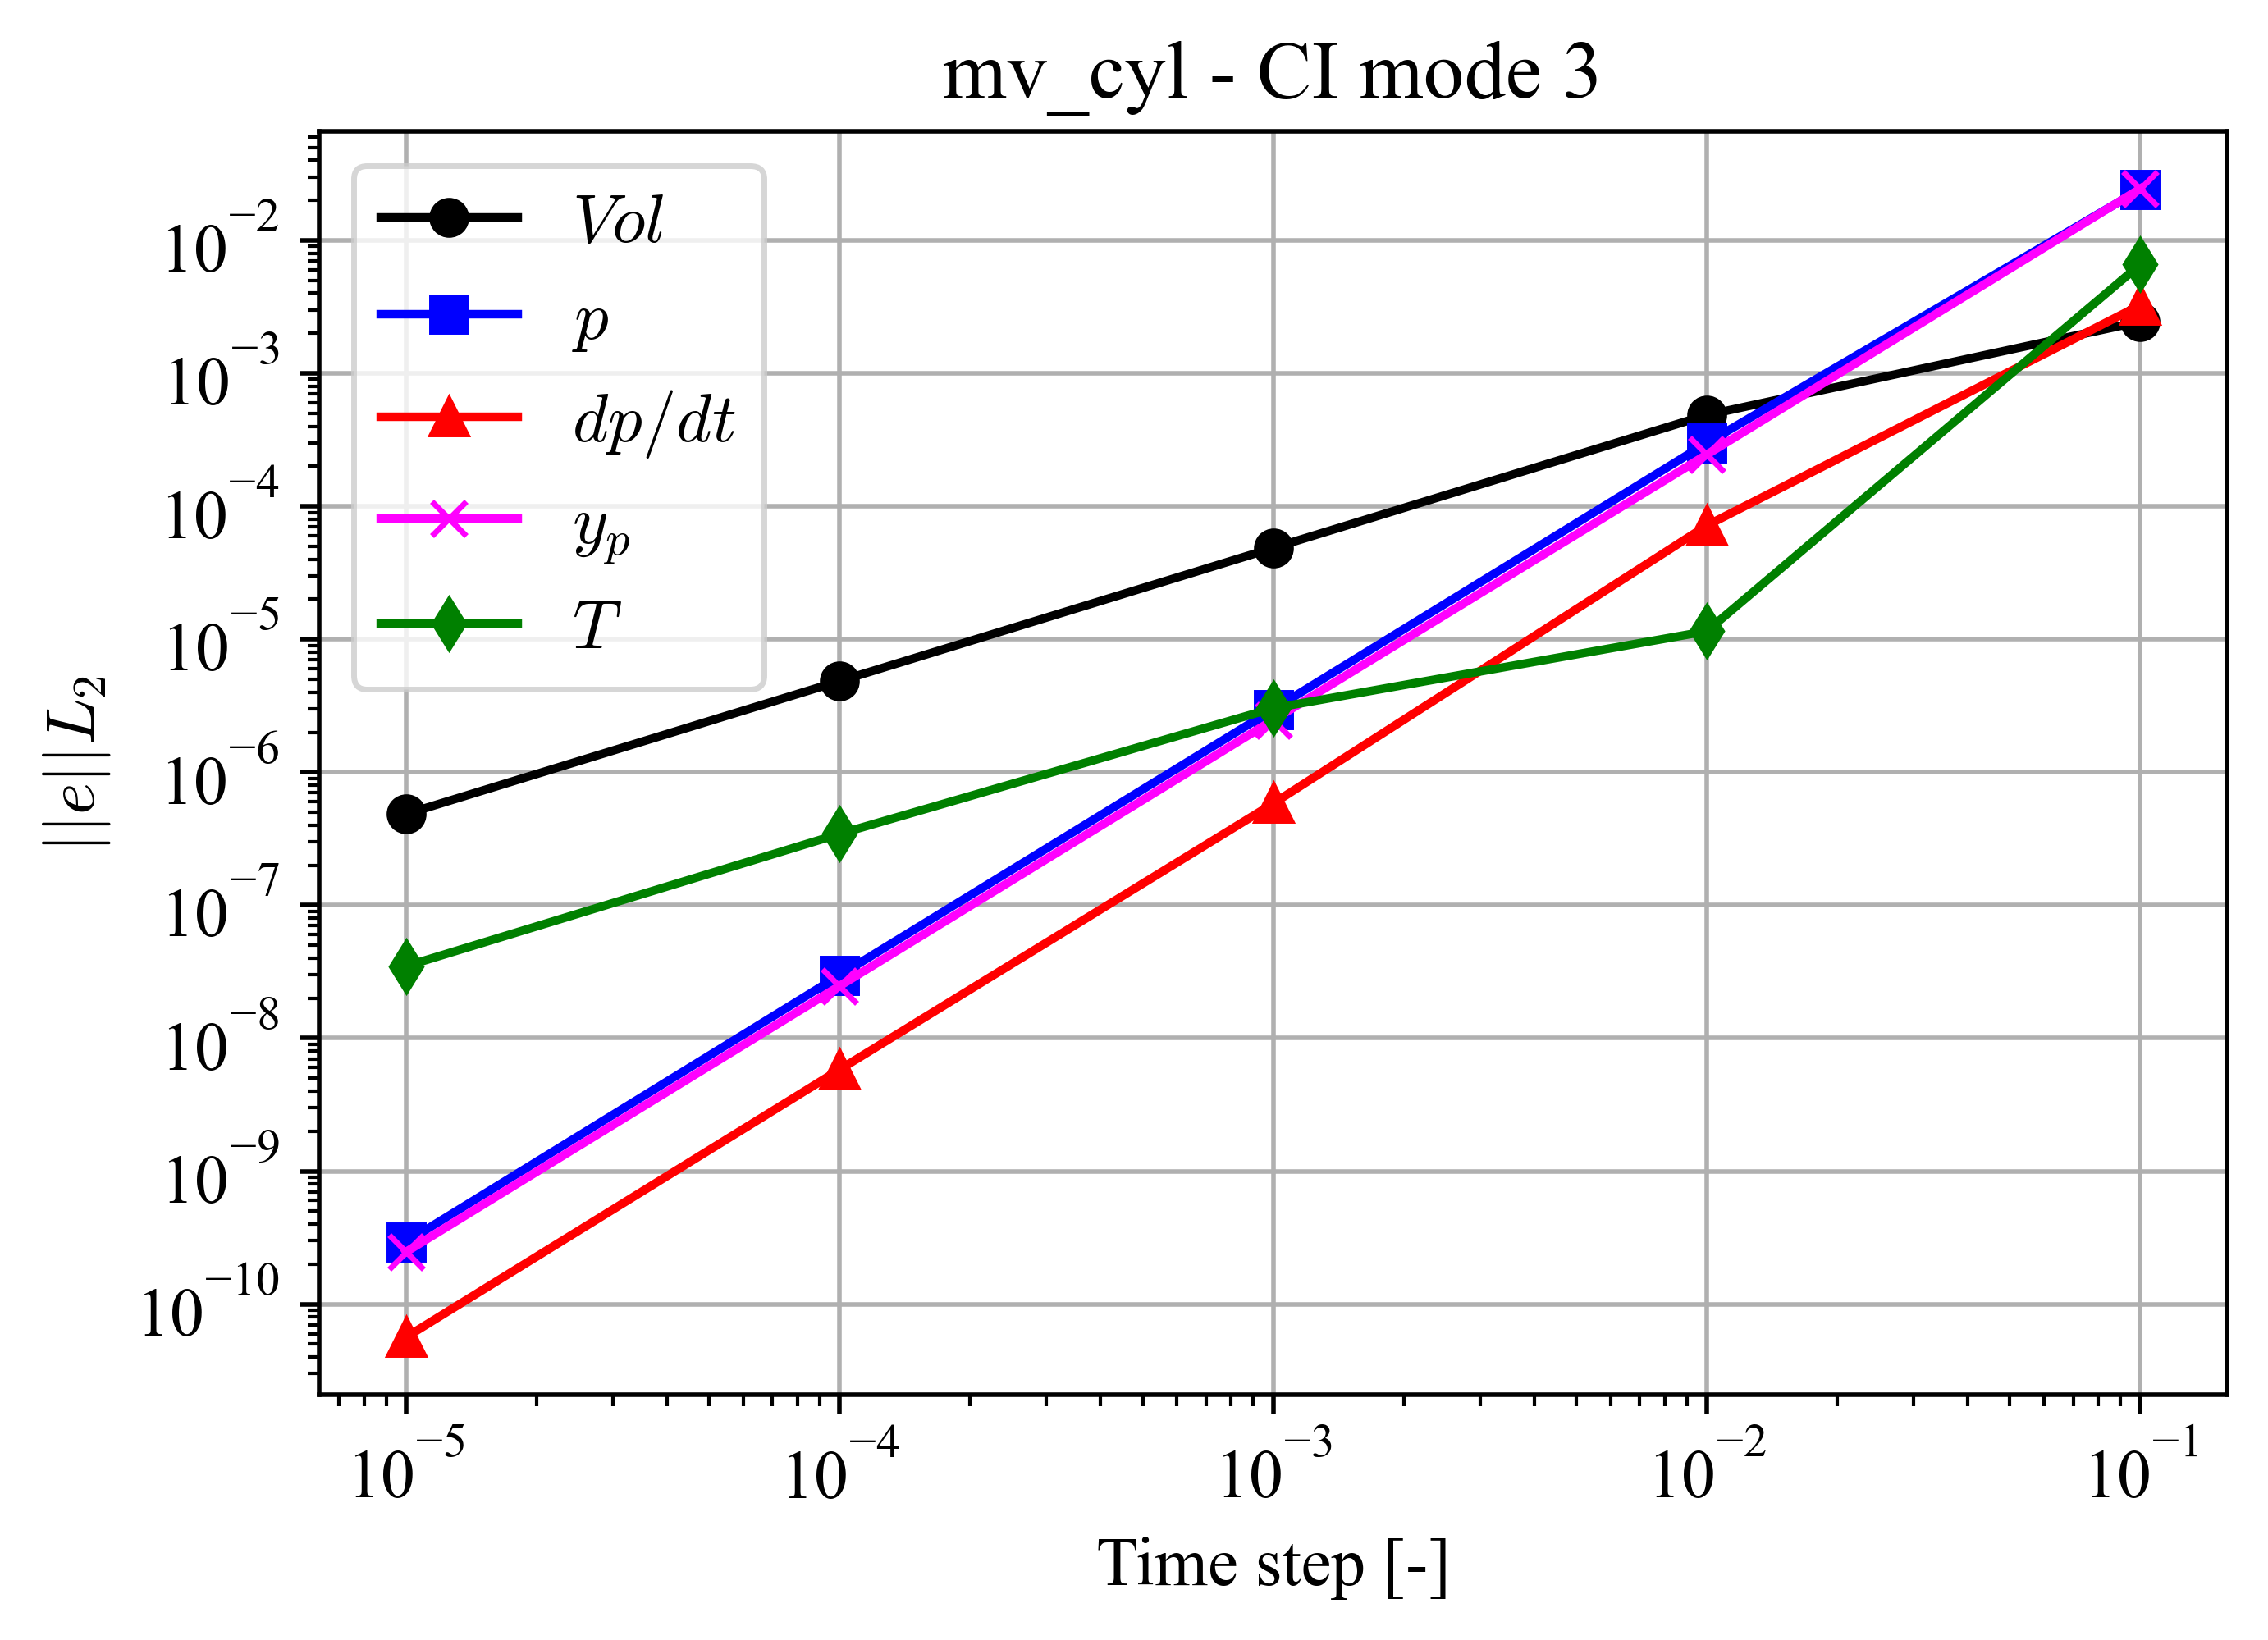 mv_cyl - CI mode 3
Vol
p
dp/dt
y_p
T
||e||L₂
10⁻²
10⁻³
10⁻⁴
10⁻⁵
10⁻⁶
10⁻⁷
10⁻⁸
10⁻⁹
10⁻¹⁰
10⁻⁵ 10⁻⁴ 10⁻³ 10⁻² 10⁻¹
Time step [-]